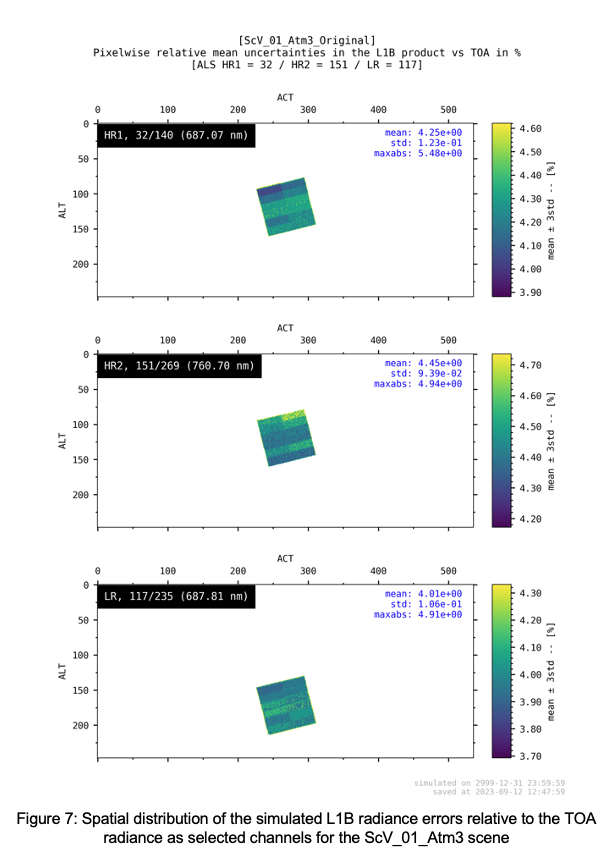 [ScV_01_Atm3_Original]
Pixelwise relative mean uncertainties in the L1B product vs TOA in %
[ALS HR1 = 32 / HR2 = 151 / LR = 117]
ACT
0 100 200 300 400 500
HR1, 32/140 (687.07 nm)
mean: 4.25e+00
std: 1.23e-01
maxabs: 5.48e+00
ALT
0
50
100
150
200
4.60
4.50
4.40
4.30
4.20
4.10
4.00
3.90
mean ± 3std -- [%]
ACT
0 100 200 300 400 500
HR2, 151/269 (760.70 nm)
mean: 4.45e+00
std: 9.39e-02
maxabs: 4.94e+00
ALT
0
50
100
150
200
4.70
4.60
4.50
4.40
4.30
4.20
mean ± 3std -- [%]
ACT
0 100 200 300 400 500
LR, 117/235 (687.81 nm)
mean: 4.01e+00
std: 1.06e-01
maxabs: 4.91e+00
ALT
0
50
100
150
200
4.30
4.20
4.10
4.00
3.90
3.80
3.70
mean ± 3std -- [%]
simulated on 2999-12-31 23:59:59
saved at 2023-09-12 12:47:59
Figure 7: Spatial distribution of the simulated L1B radiance errors relative to the TOA
radiance as selected channels for the ScV_01_Atm3 scene